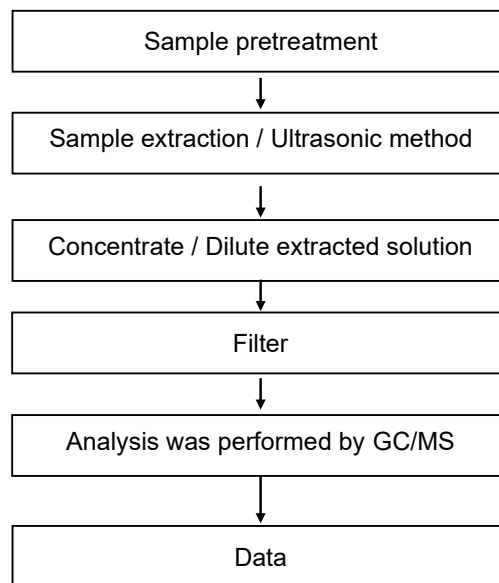 Sample pretreatment
Sample extraction / Ultrasonic method
Concentrate / Dilute extracted solution
Filter
Analysis was performed by GC/MS
Data